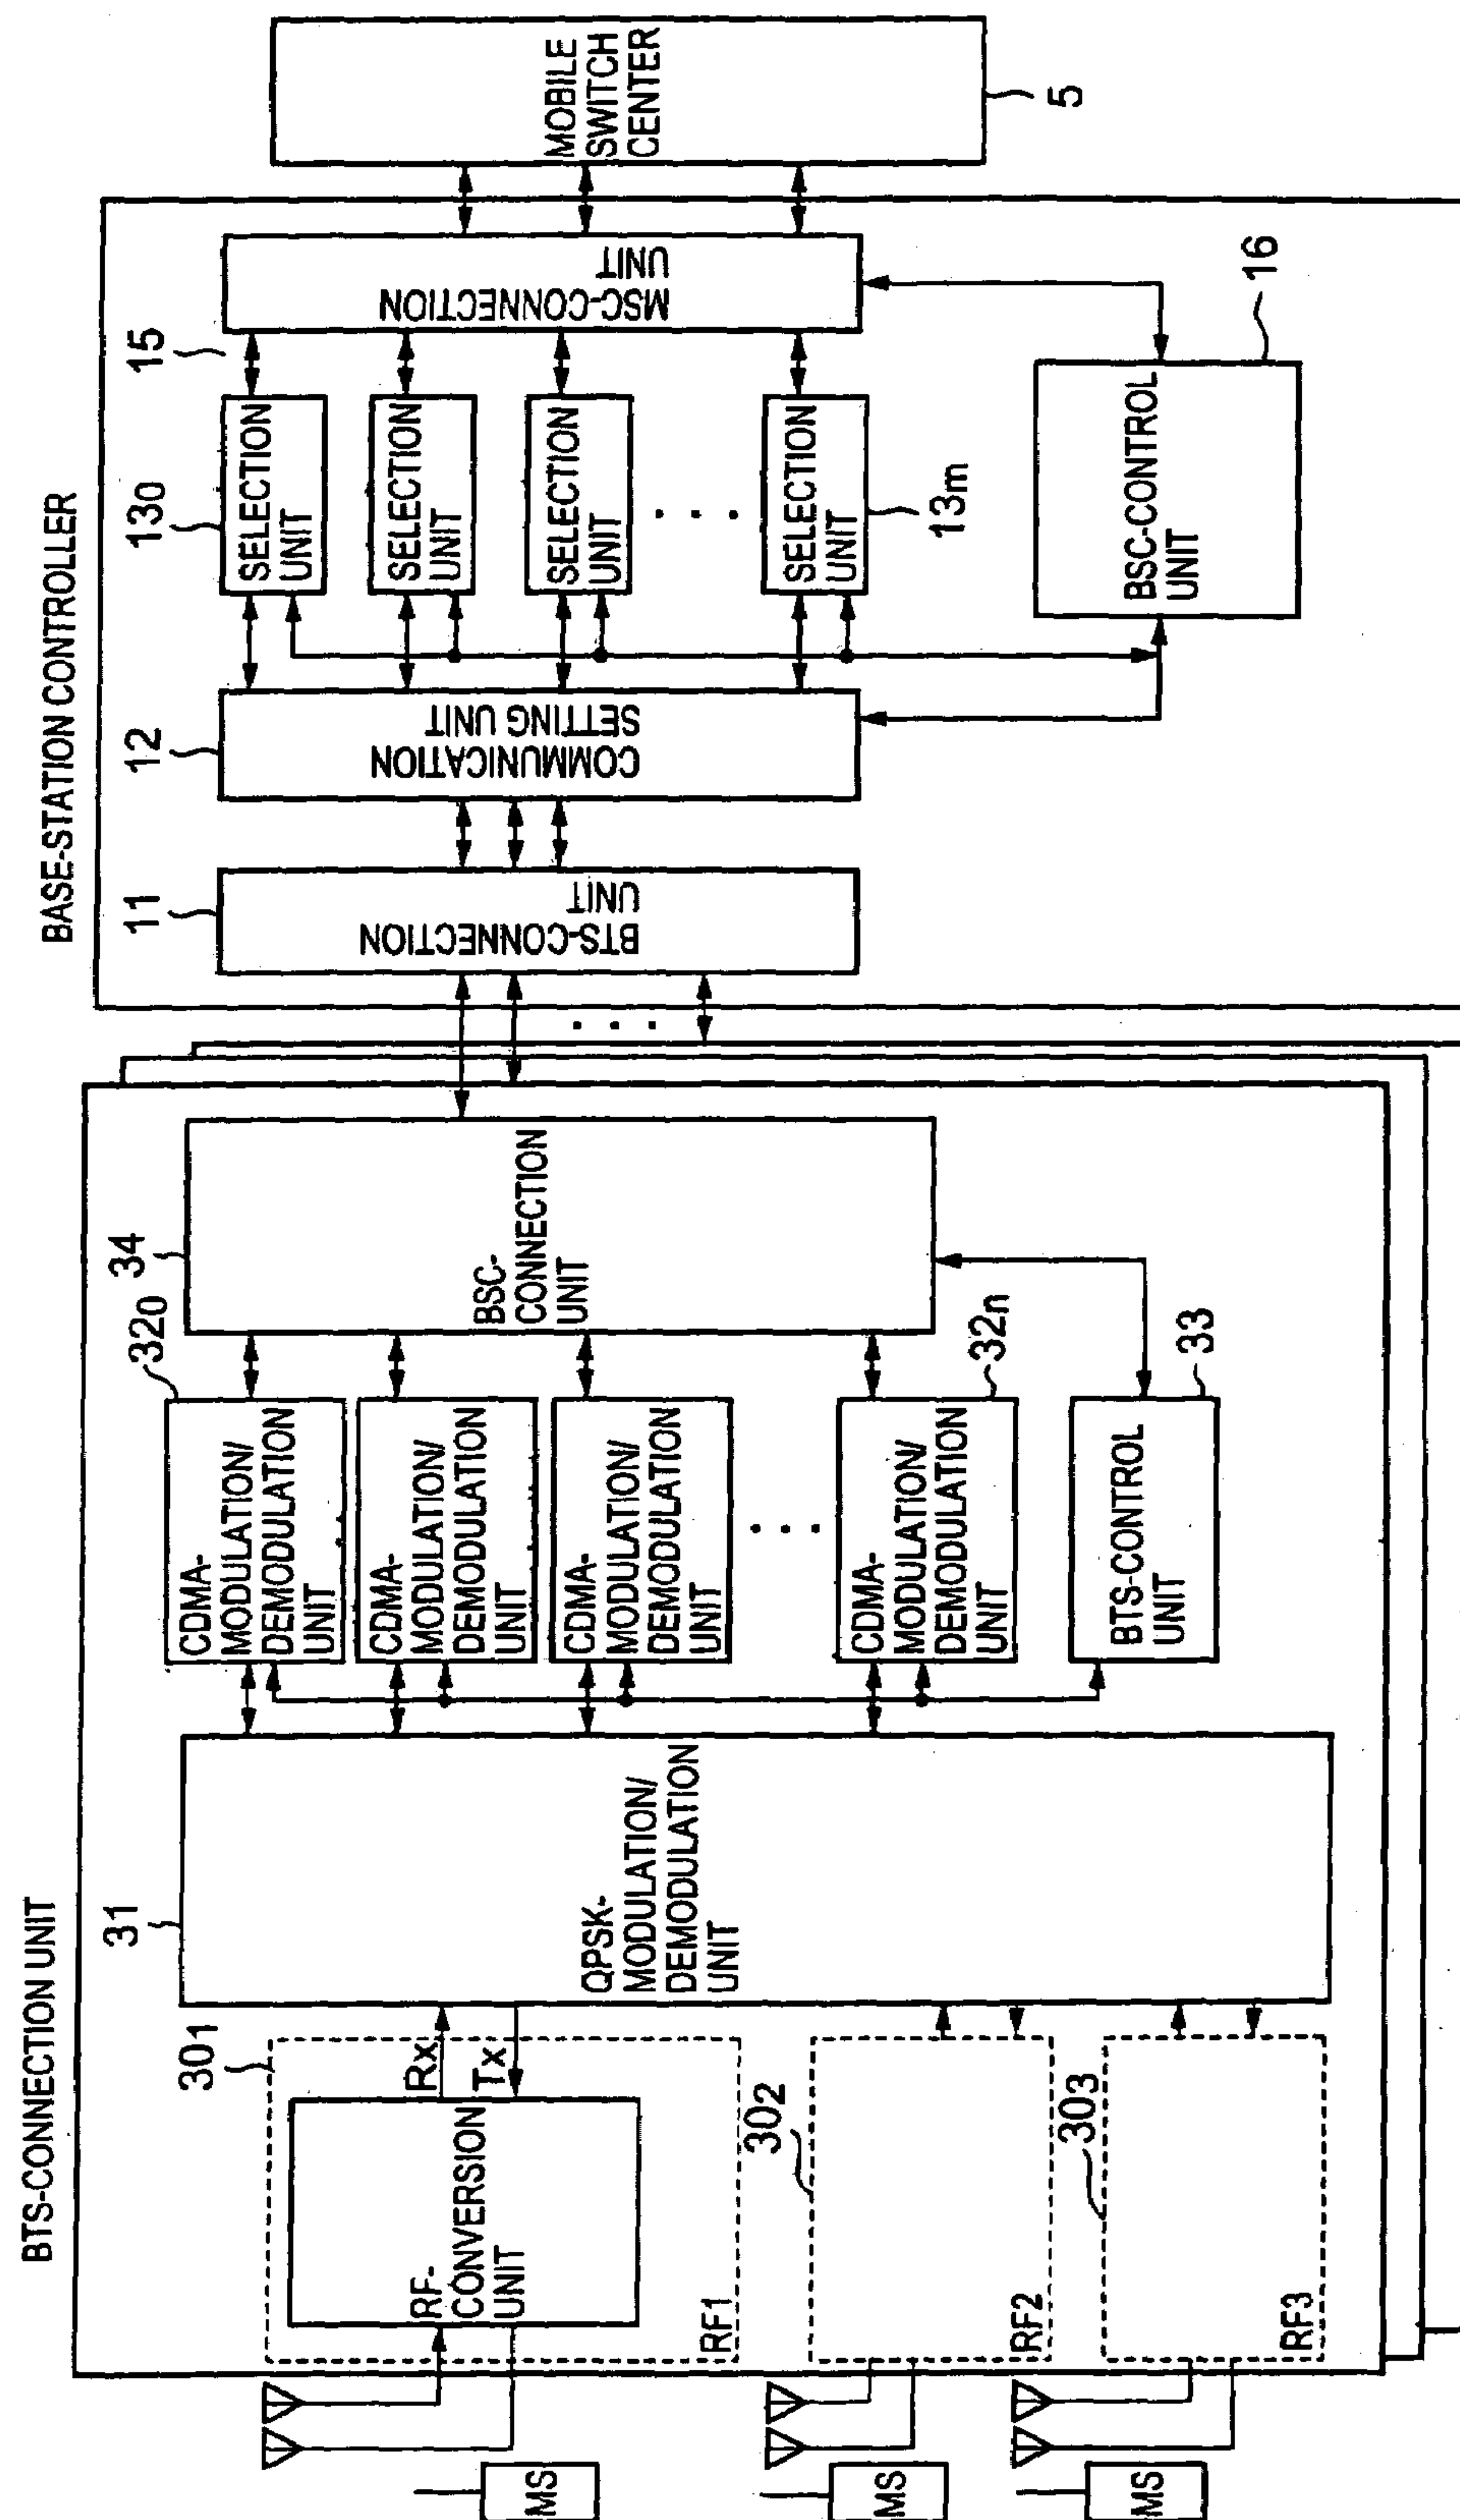 BTS-CONNECTION UNIT
BASE-STATION CONTROLLER
MS
MS
MS
301
RF-
CONVERSION
UNIT
Rx
Tx
RF1
302
RF2
303
RF3
31
QPSK-
MODULATION/
DEMODULATION
UNIT
320
CDMA-
MODULATION/
DEMODULATION
UNIT
CDMA-
MODULATION/
DEMODULATION
UNIT
CDMA-
MODULATION/
DEMODULATION
UNIT
...
CDMA-
MODULATION/
DEMODULATION
UNIT
32n
BTS-CONTROL
UNIT
33
34
BSC-
CONNECTION
UNIT
...
11
BTS-CONNECTION
UNIT
12
COMMUNICATION
SETTING UNIT
130
SELECTION
UNIT
SELECTION
UNIT
SELECTION
UNIT
...
SELECTION
UNIT
13m
15
MSC-CONNECTION
UNIT
BSC-CONTROL
UNIT
16
MOBILE
SWITCH
CENTER
5